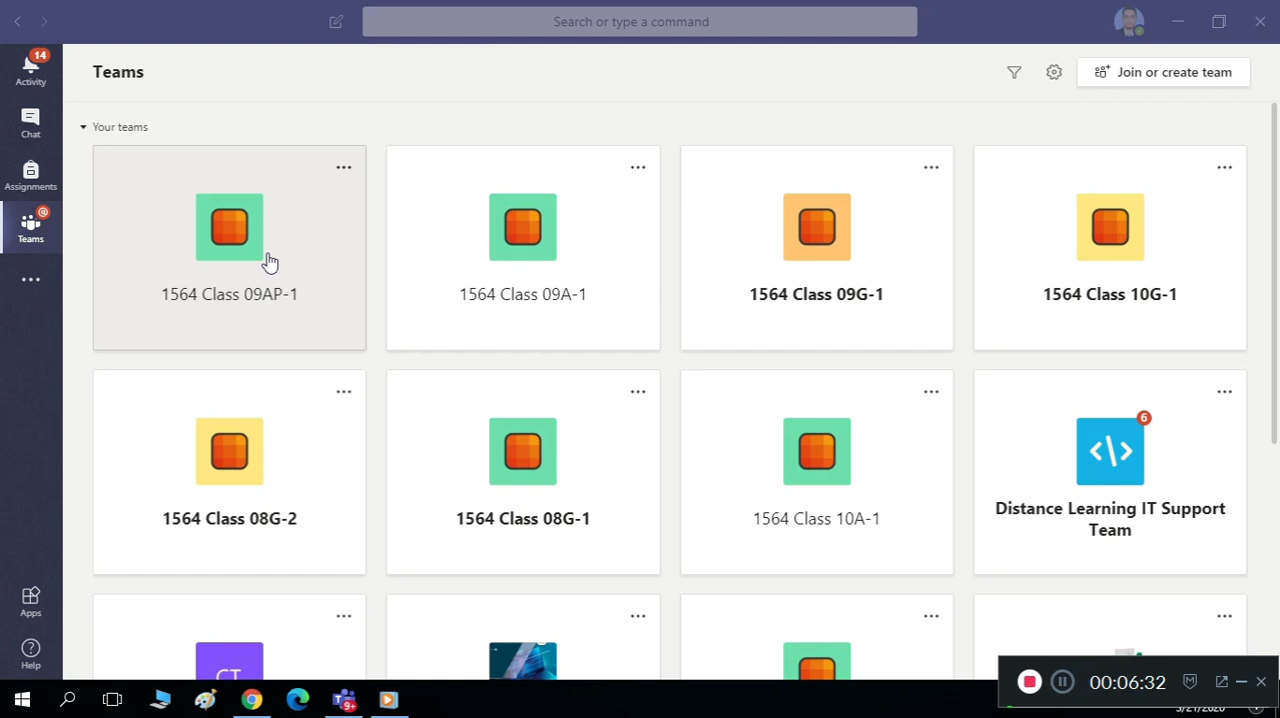 Search or type a command
14
Activity
Teams
Join or create team
Chat
Your teams
Assignments
@
Teams
1564 Class 09AP-1
1564 Class 09A-1
1564 Class 09G-1
1564 Class 10G-1
6
</>
1564 Class 08G-2
1564 Class 08G-1
1564 Class 10A-1
Distance Learning IT Support
Team
Apps
Help
CT
00:06:32
9+